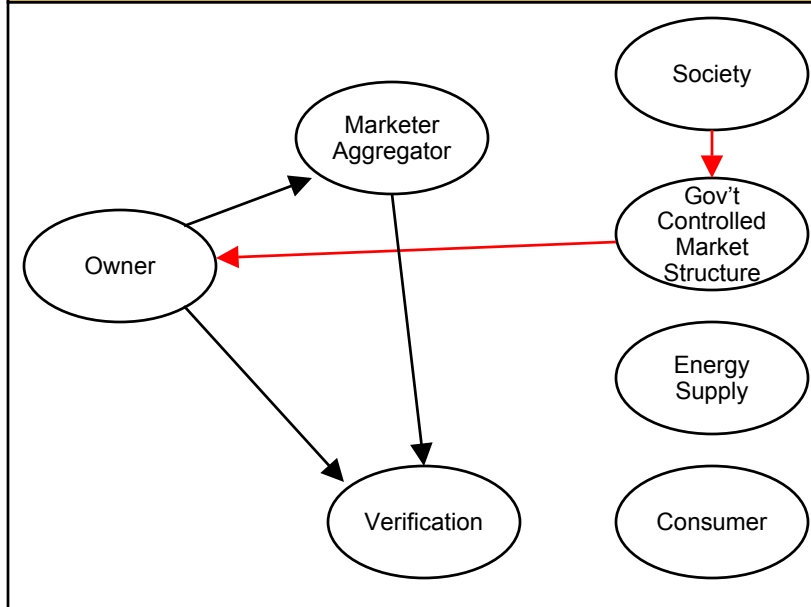 Society
Marketer
Aggregator
Gov’t
Controlled
Market
Structure
Owner
Energy
Supply
Verification
Consumer